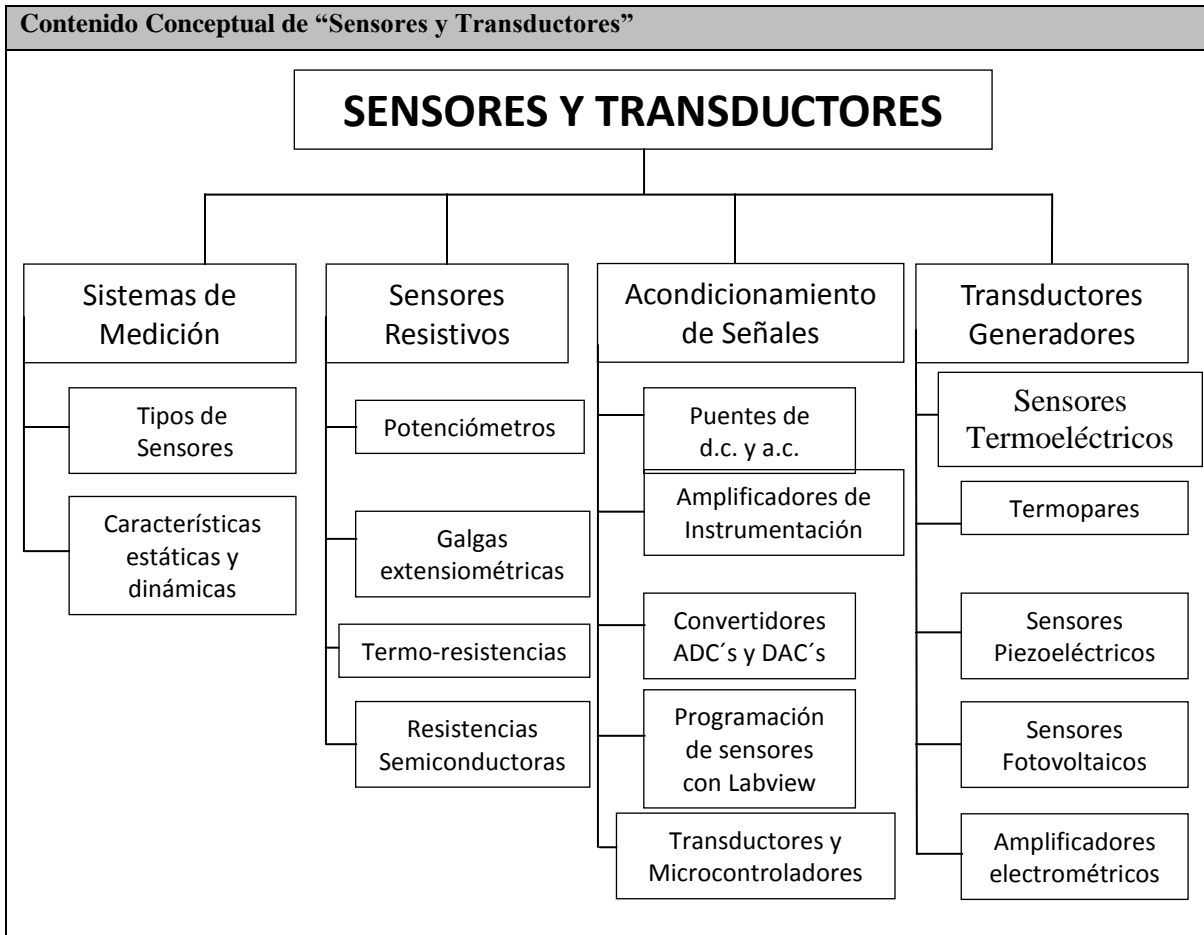 Contenido Conceptual de “Sensores y Transductores”
SENSORES Y TRANSDUCTORES
Sistemas de
Medición
Tipos de
Sensores
Características
estáticas y
dinámicas
Sensores
Resistivos
Potenciómetros
Galgas
extensiométricas
Termo-resistencias
Resistencias
Semiconductoras
Acondicionamiento
de Señales
Puentes de
d.c. y a.c.
Amplificadores de
Instrumentación
Convertidores
ADC´s y DAC´s
Programación
de sensores
con Labview
Transductores y
Microcontroladores
Transductores
Generadores
Sensores
Termoeléctricos
Termopares
Sensores
Piezoeléctricos
Sensores
Fotovoltaicos
Amplificadores
electrométricos